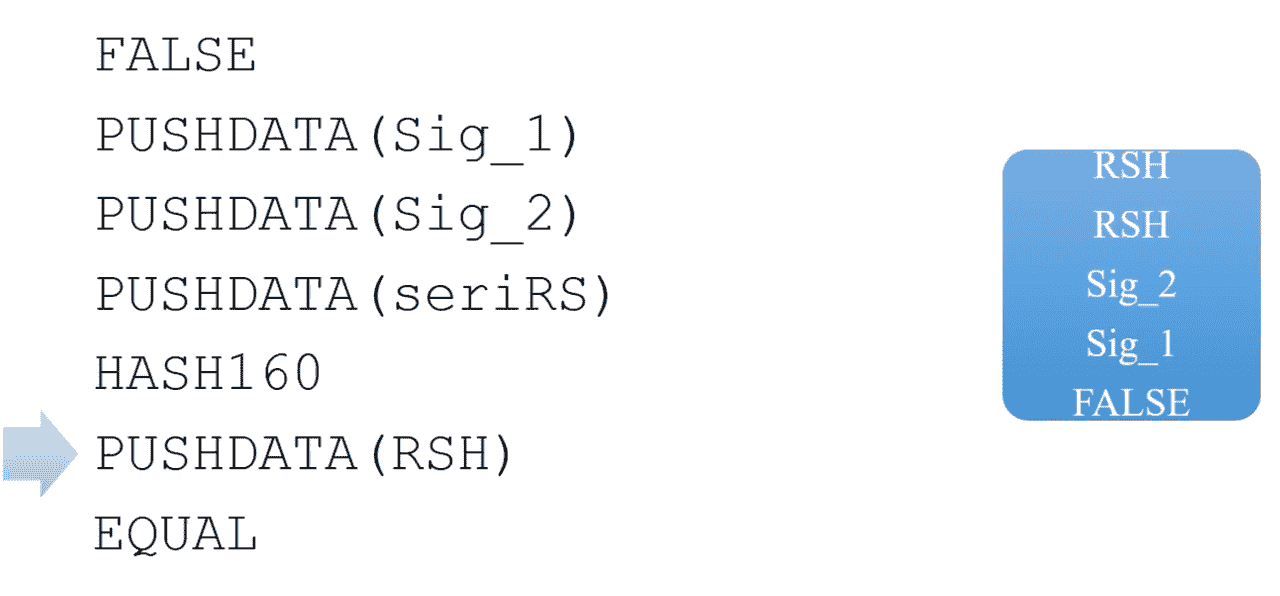 FALSE
PUSHDATA(Sig_1)
PUSHDATA(Sig_2)
PUSHDATA(seriRS)
HASH160
PUSHDATA(RSH)
EQUAL
RSH
RSH
Sig_2
Sig_1
FALSE